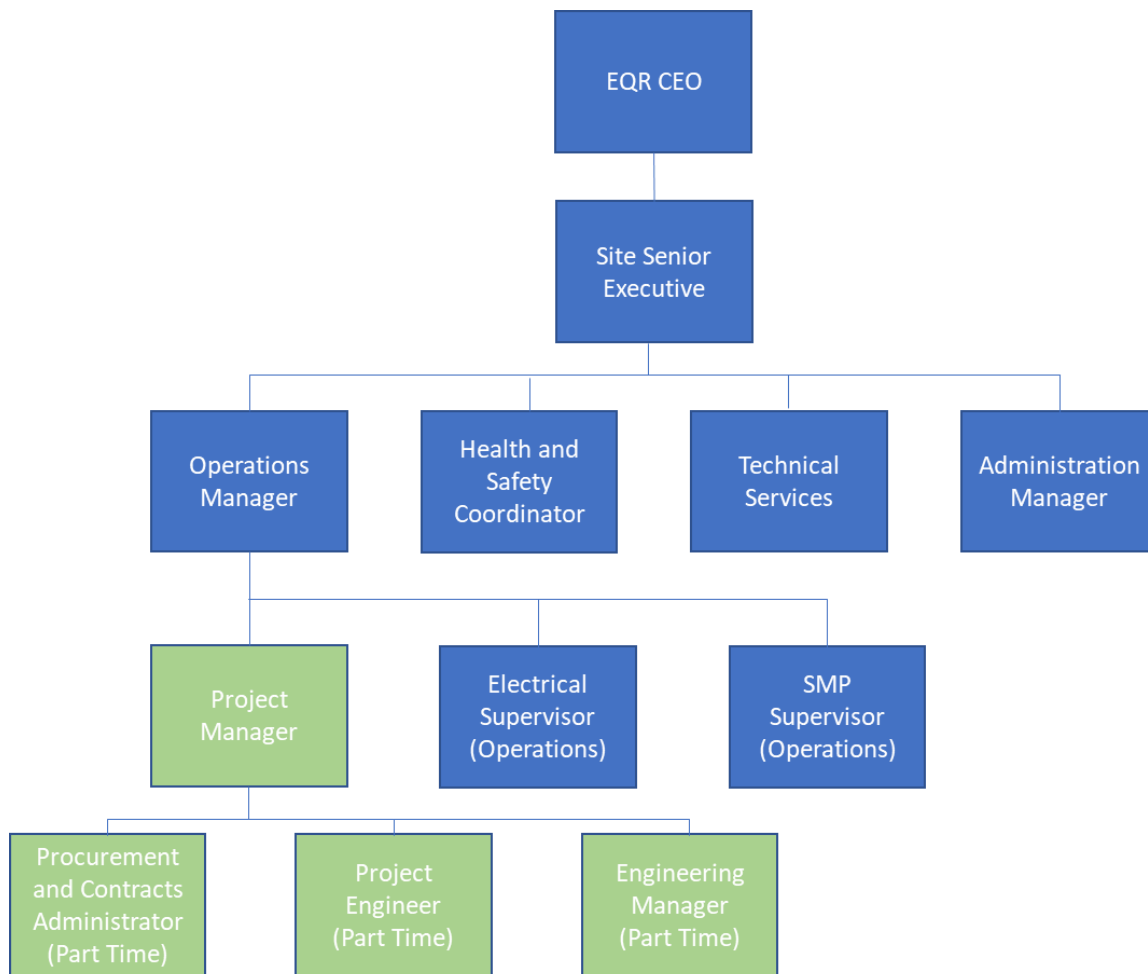 EQR CEO
Site Senior
Executive
Operations
Manager
Health and
Safety
Coordinator
Technical
Services
Administration
Manager
Project
Manager
Electrical
Supervisor
(Operations)
SMP
Supervisor
(Operations)
Procurement
and Contracts
Administrator
(Part Time)
Project
Engineer
(Part Time)
Engineering
Manager
(Part Time)